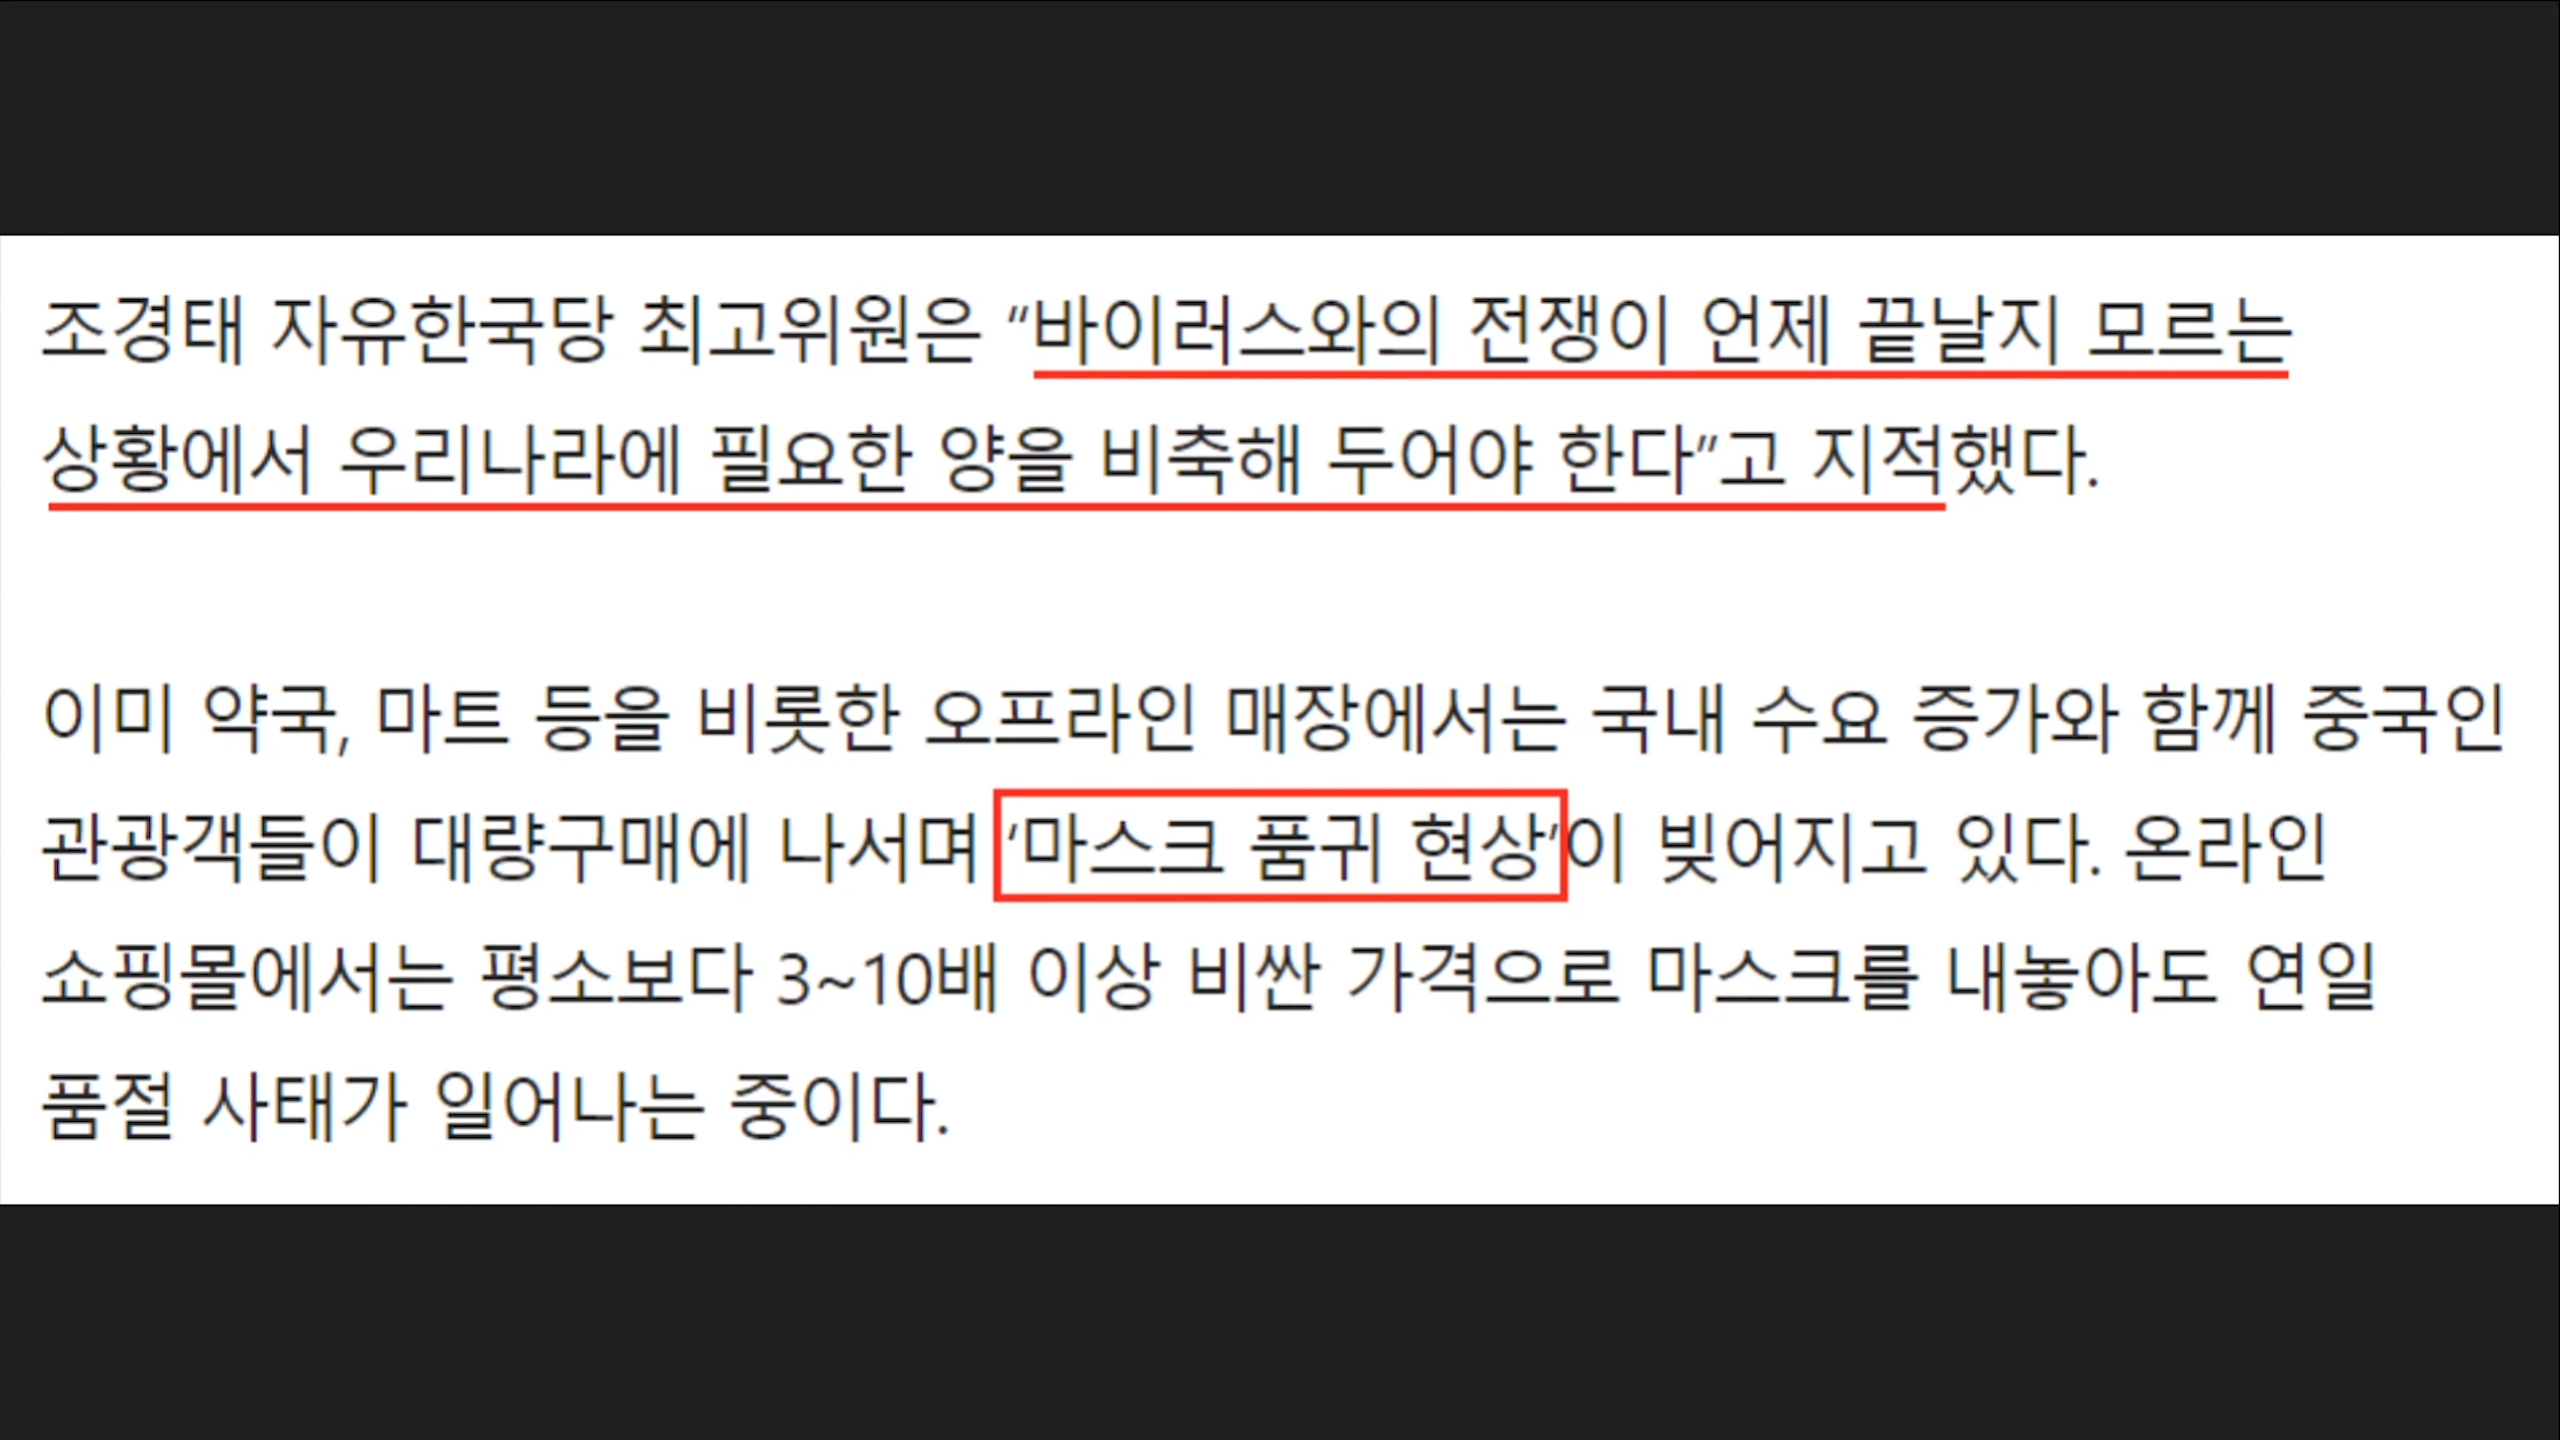 조경태 자유한국당 최고위원은 “바이러스와의 전쟁이 언제 끝날지 모르는
상황에서 우리나라에 필요한 양을 비축해 두어야 한다”고 지적했다.
이미 약국, 마트 등을 비롯한 오프라인 매장에서는 국내 수요 증가와 함께 중국인
관광객들이 대량구매에 나서며 ‘마스크 품귀 현상’이 빚어지고 있다. 온라인
쇼핑몰에서는 평소보다 3~10배 이상 비싼 가격으로 마스크를 내놓아도 연일
품절 사태가 일어나는 중이다.